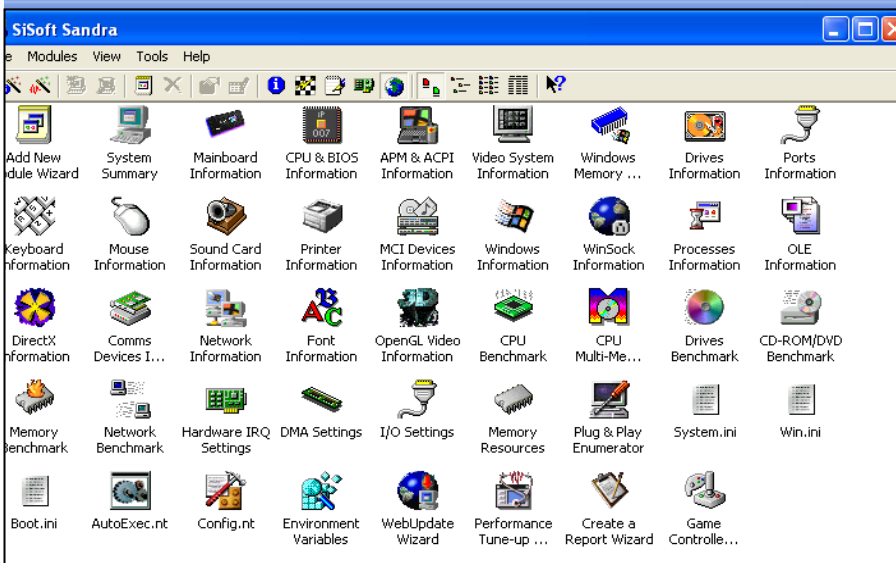 SiSoft Sandra
e Modules View Tools Help
Add New System Mainboard CPU & BIOS APM & ACPI Video System Windows Drives Ports
dule Wizard Summary Information Information Information Information Memory ... Information Information
Keyboard Mouse Sound Card Printer MCI Devices Windows WinSock Processes OLE
nformation Information Information Information Information Information Information Information Information
DirectX Comms Network Font OpenGL Video CPU CPU Drives CD-ROM/DVD
nformation Devices I... Information Information Information Benchmark Multi-Me... Benchmark Benchmark
Memory Network Hardware IRQ DMA Settings I/O Settings Memory Plug & Play System.ini Win.ini
Benchmark Benchmark Settings Resources Enumerator
Boot.ini AutoExec.nt Config.nt Environment WebUpdate Performance Create a Game
Variables Wizard Tune-up ... Report Wizard Controlle...